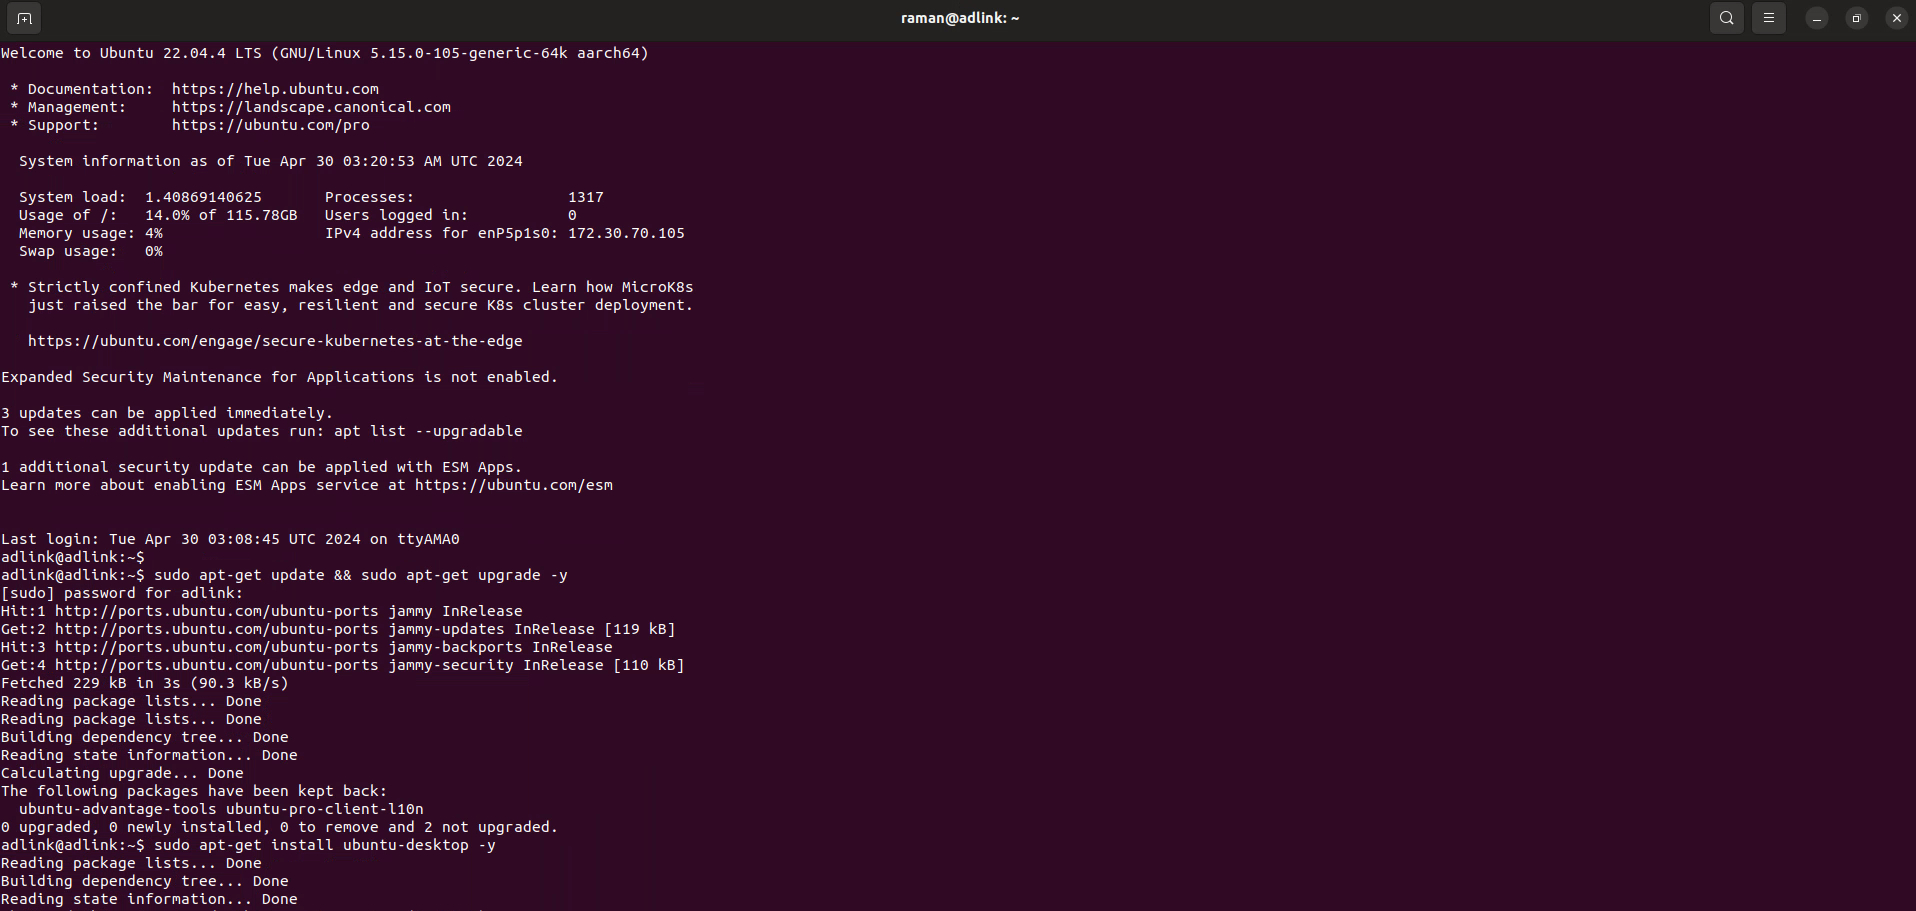 raman@adlink: ~
Welcome to Ubuntu 22.04.4 LTS (GNU/Linux 5.15.0-105-generic-64k aarch64)
* Documentation:  https://help.ubuntu.com
* Management:     https://landscape.canonical.com
* Support:        https://ubuntu.com/pro
System information as of Tue Apr 30 03:20:53 AM UTC 2024
System load:  1.40869140625       Processes:                 1317
Usage of /:   14.0% of 115.78GB   Users logged in:           0
Memory usage: 4%                  IPv4 address for enP5p1s0: 172.30.70.105
Swap usage:   0%
* Strictly confined Kubernetes makes edge and IoT secure. Learn how MicroK8s
just raised the bar for easy, resilient and secure K8s cluster deployment.
https://ubuntu.com/engage/secure-kubernetes-at-the-edge
Expanded Security Maintenance for Applications is not enabled.
3 updates can be applied immediately.
To see these additional updates run: apt list --upgradable
1 additional security update can be applied with ESM Apps.
Learn more about enabling ESM Apps service at https://ubuntu.com/esm
Last login: Tue Apr 30 03:08:45 UTC 2024 on ttyAMA0
adlink@adlink:~$
adlink@adlink:~$ sudo apt-get update && sudo apt-get upgrade -y
[sudo] password for adlink:
Hit:1 http://ports.ubuntu.com/ubuntu-ports jammy InRelease
Get:2 http://ports.ubuntu.com/ubuntu-ports jammy-updates InRelease [119 kB]
Hit:3 http://ports.ubuntu.com/ubuntu-ports jammy-backports InRelease
Get:4 http://ports.ubuntu.com/ubuntu-ports jammy-security InRelease [110 kB]
Fetched 229 kB in 3s (90.3 kB/s)
Reading package lists... Done
Reading package lists... Done
Building dependency tree... Done
Reading state information... Done
Calculating upgrade... Done
The following packages have been kept back:
ubuntu-advantage-tools ubuntu-pro-client-l10n
0 upgraded, 0 newly installed, 0 to remove and 2 not upgraded.
adlink@adlink:~$ sudo apt-get install ubuntu-desktop -y
Reading package lists... Done
Building dependency tree... Done
Reading state information... Done